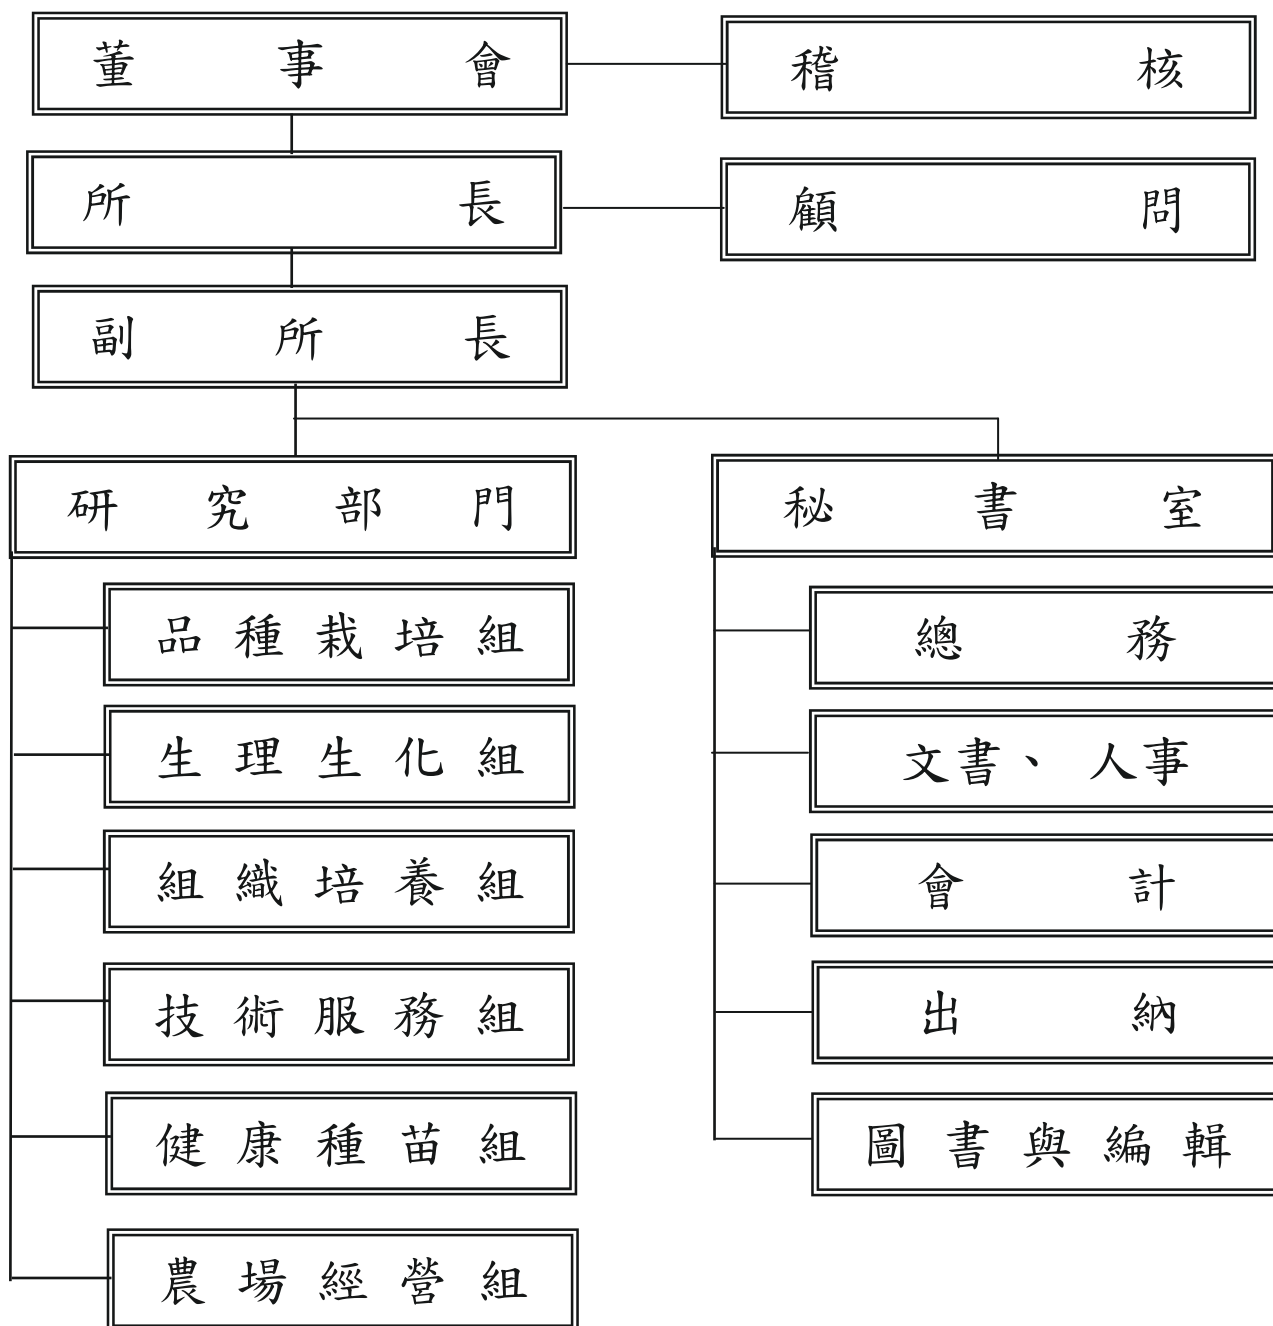 董事會
稽核
所長
顧問
副所長
研究部門
秘書室
品種栽培組
總務
生理生化組
文書、人事
組織培養組
會計
技術服務組
出納
健康種苗組
圖書與編輯
農場經營組